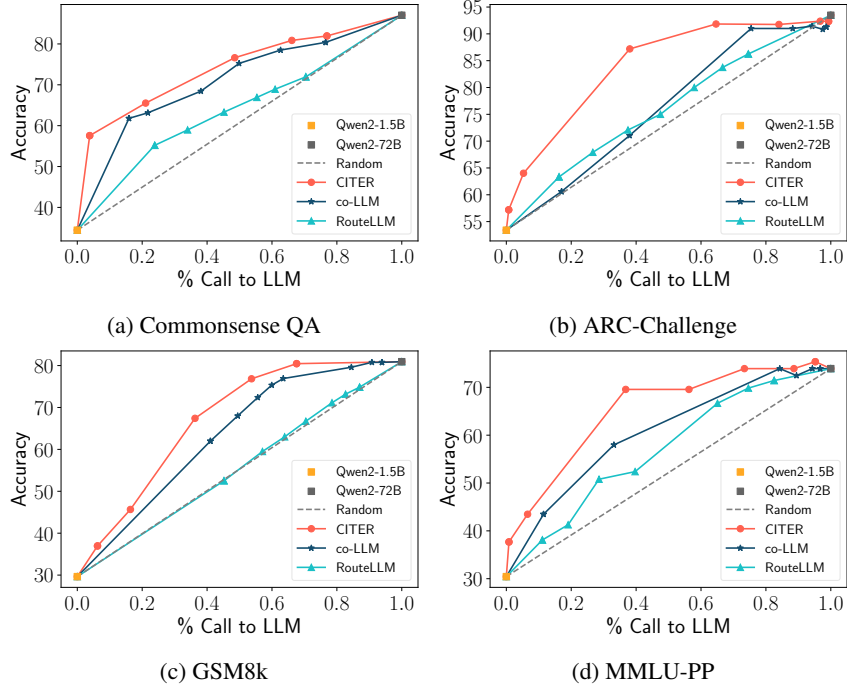 80
70
60
50
40
Accuracy
0.0 0.2 0.4 0.6 0.8 1.0
% Call to LLM
Qwen2-1.5B
Qwen2-72B
Random
CITER
co-LLM
RouteLLM
(a) Commonsense QA
95
90
85
80
75
70
65
60
55
Accuracy
0.0 0.2 0.4 0.6 0.8 1.0
% Call to LLM
Qwen2-1.5B
Qwen2-72B
Random
CITER
co-LLM
RouteLLM
(b) ARC-Challenge
80
70
60
50
40
30
Accuracy
0.0 0.2 0.4 0.6 0.8 1.0
% Call to LLM
Qwen2-1.5B
Qwen2-72B
Random
CITER
co-LLM
RouteLLM
(c) GSM8k
70
60
50
40
30
Accuracy
0.0 0.2 0.4 0.6 0.8 1.0
% Call to LLM
Qwen2-1.5B
Qwen2-72B
Random
CITER
co-LLM
RouteLLM
(d) MMLU-PP